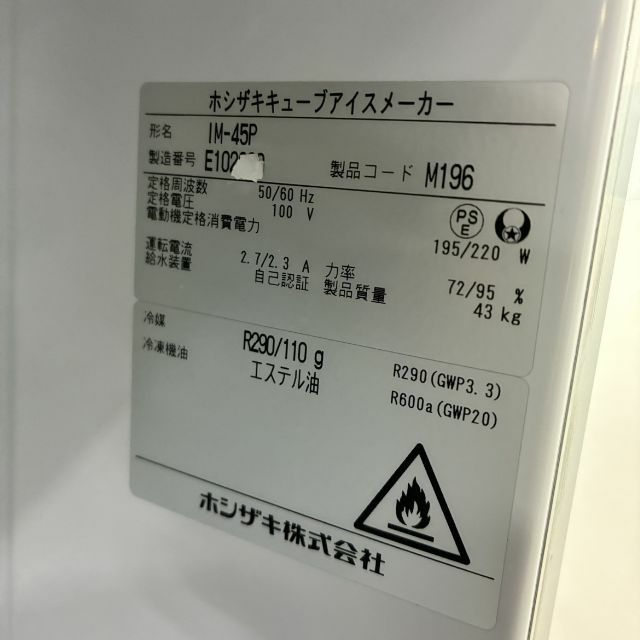 ホシザキキューブアイスメーカー
形名 IM-45P
製造番号 製品コード M196
定格周波数 50/60 Hz
定格電圧 100 V
電動機定格消費電力 195/220 W
PS
E
運転電流 2.7/2.3 A 力率 72/95 %
給水装置 自己認証 製品質量 43 kg
冷媒 R290/110 g R290(GWP3.3)
冷凍機油 エステル油 R600a(GWP20)
ホシザキ株式会社